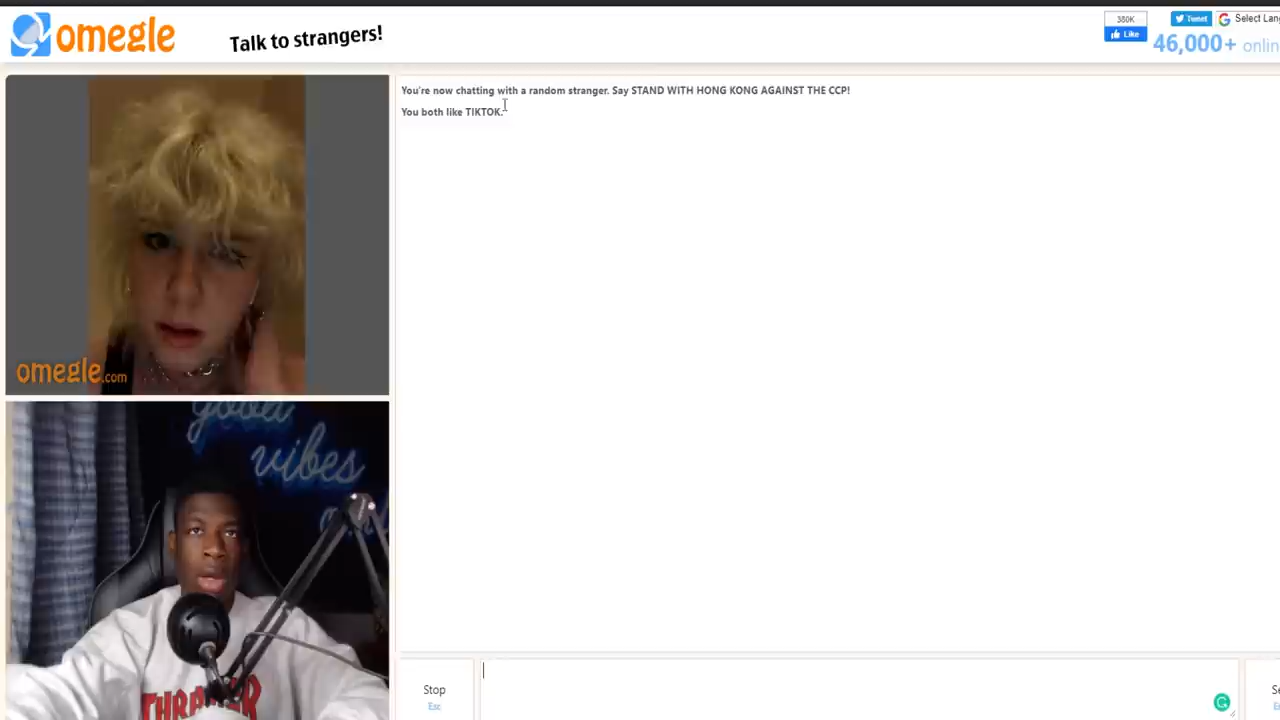 omegle
Talk to strangers!
380K
Like
Tweet
Select Lang
46,000+ onlin
You're now chatting with a random stranger. Say STAND WITH HONG KONG AGAINST THE CCP!
You both like TIKTOK.
omegle.com
good
vibes
THRASHER
Stop
Esc
Se